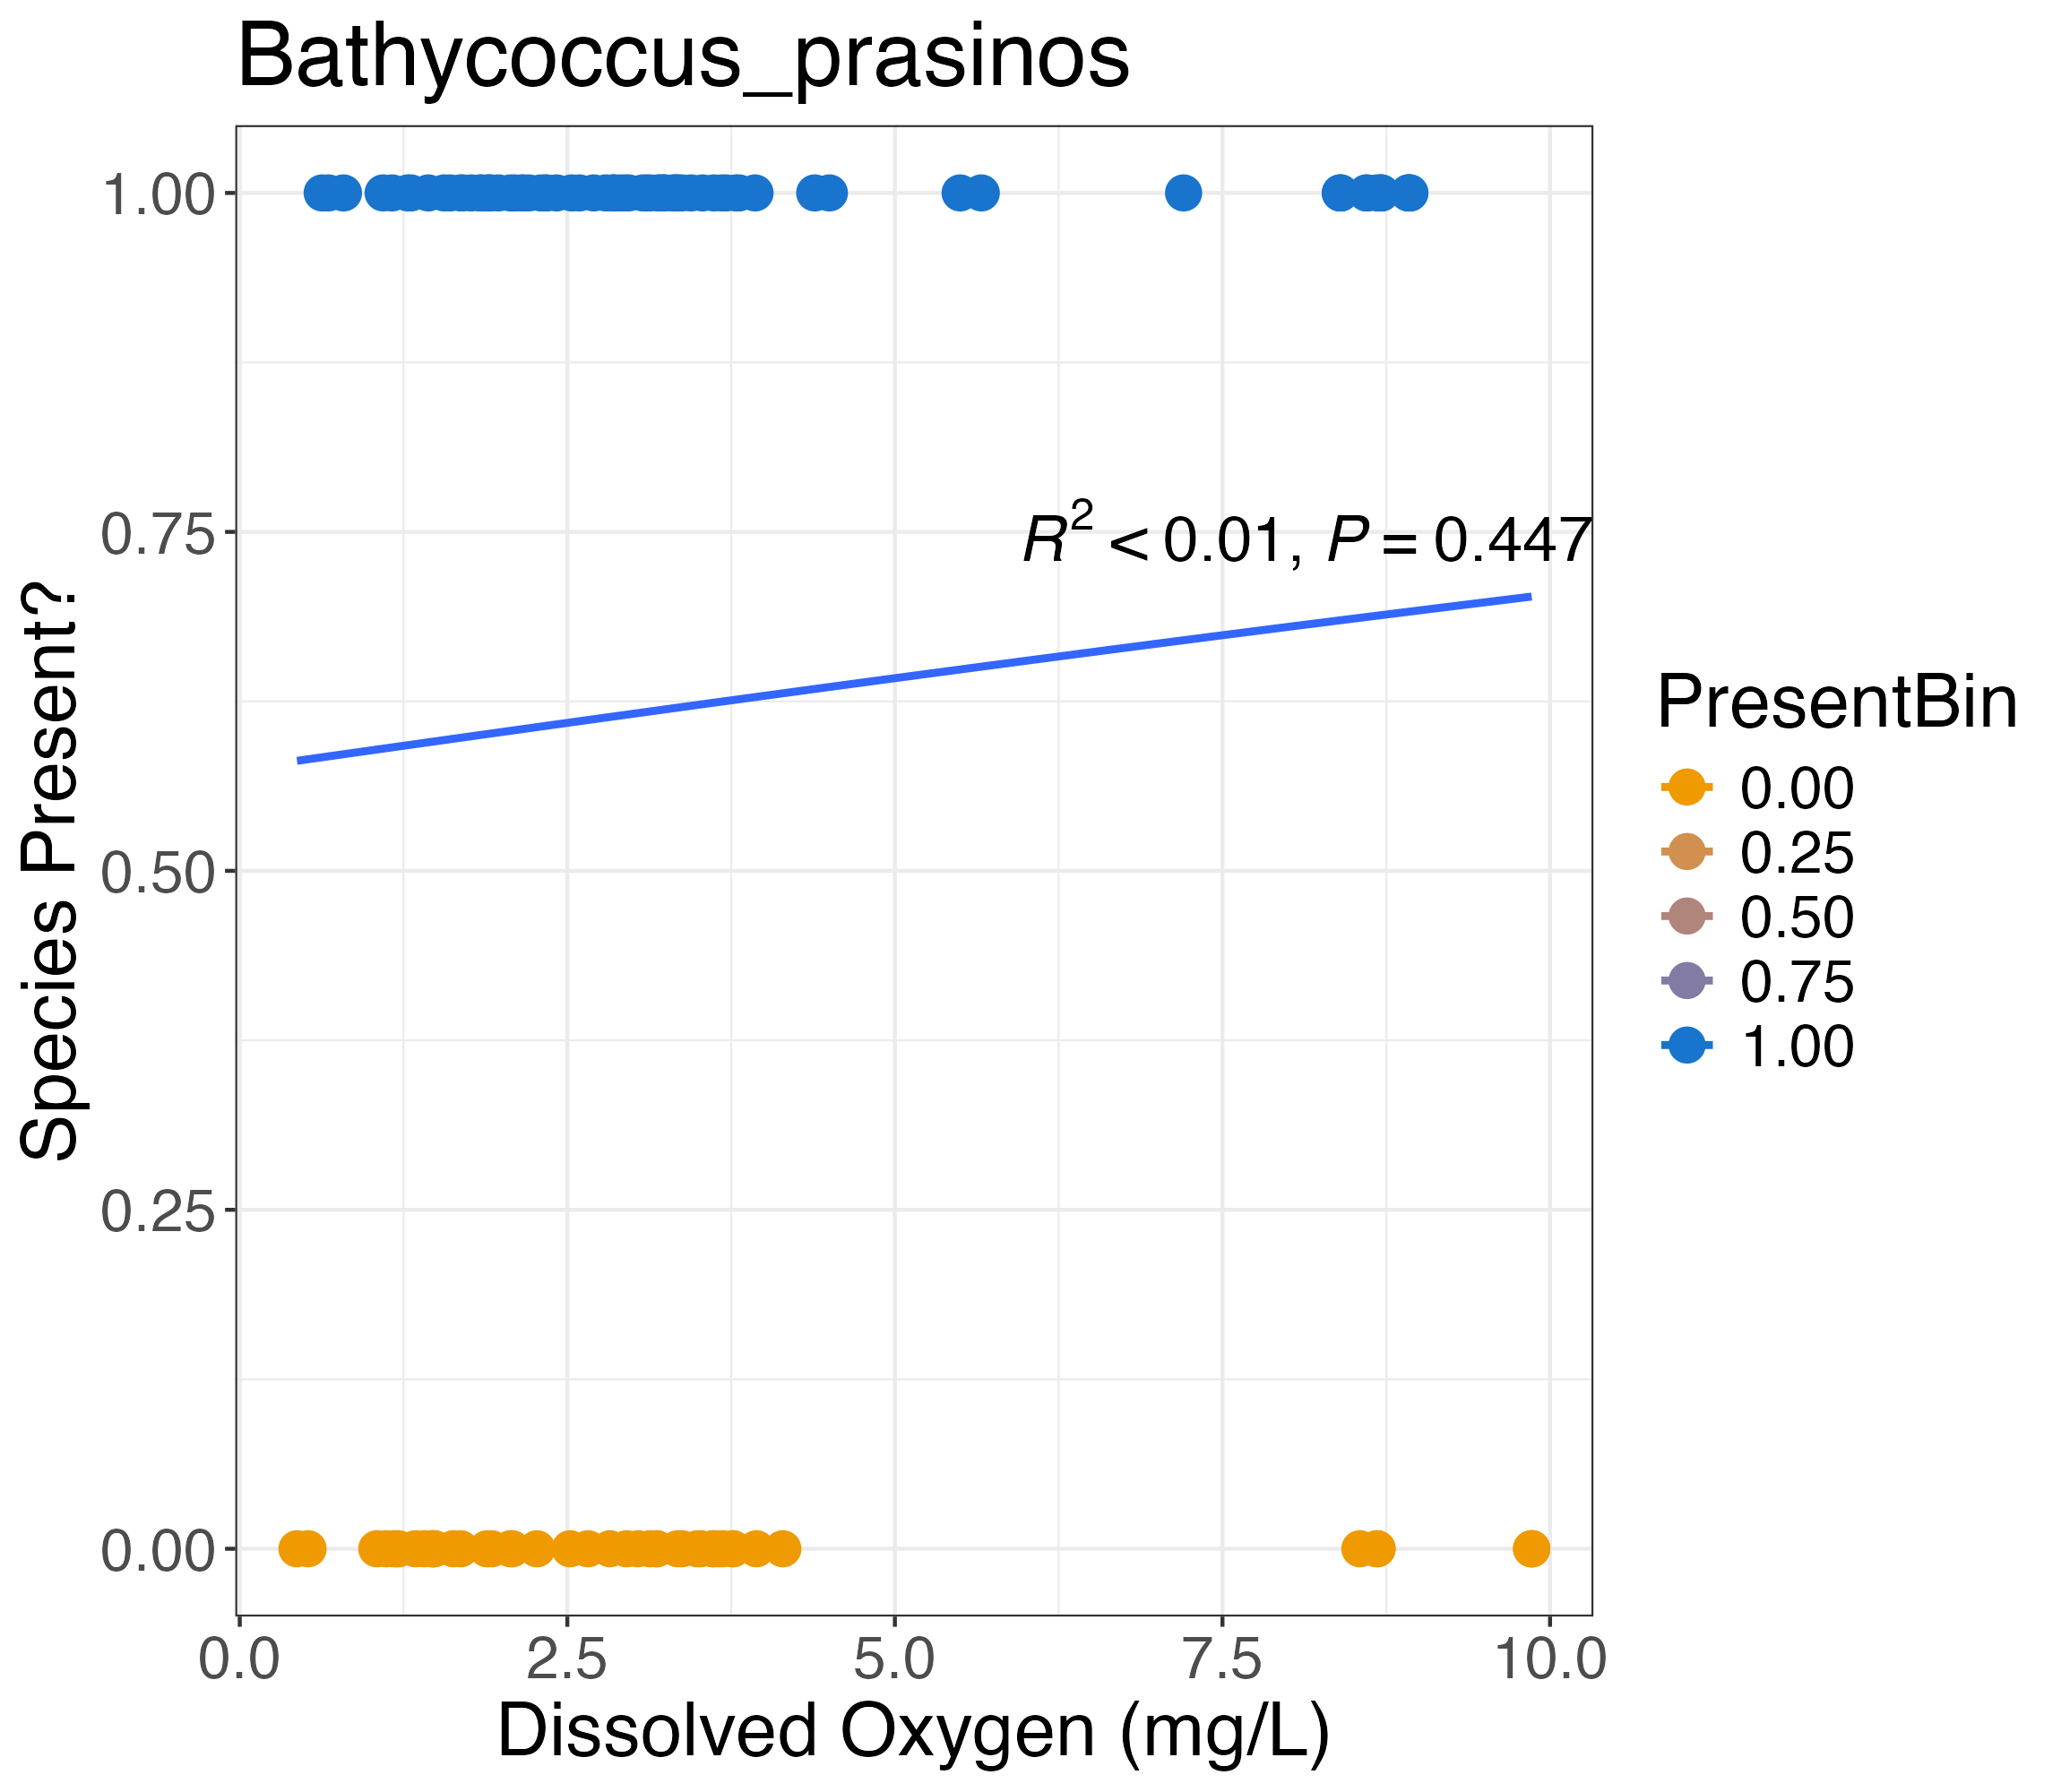 Bathycoccus_prasinos
Species Present?
1.00
0.75
0.50
0.25
0.00
R² < 0.01, P = 0.447
0.0 2.5 5.0 7.5 10.0
Dissolved Oxygen (mg/L)
PresentBin
0.00
0.25
0.50
0.75
1.00